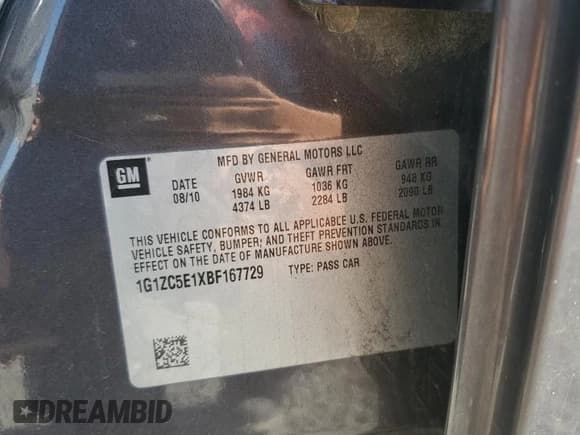 MFD BY GENERAL MOTORS LLC
GM DATE GVWR GAWR FRT GAWR RR
08/10 1984 KG 1036 KG 948 KG
4374 LB 2284 LB 2090 LB
THIS VEHICLE CONFORMS TO ALL APPLICABLE U.S. FEDERAL MOTOR
VEHICLE SAFETY, BUMPER, AND THEFT PREVENTION STANDARDS IN
EFFECT ON THE DATE OF MANUFACTURE SHOWN ABOVE.
1G1ZC5E1XBF167729 TYPE: PASS CAR
DREAMBID